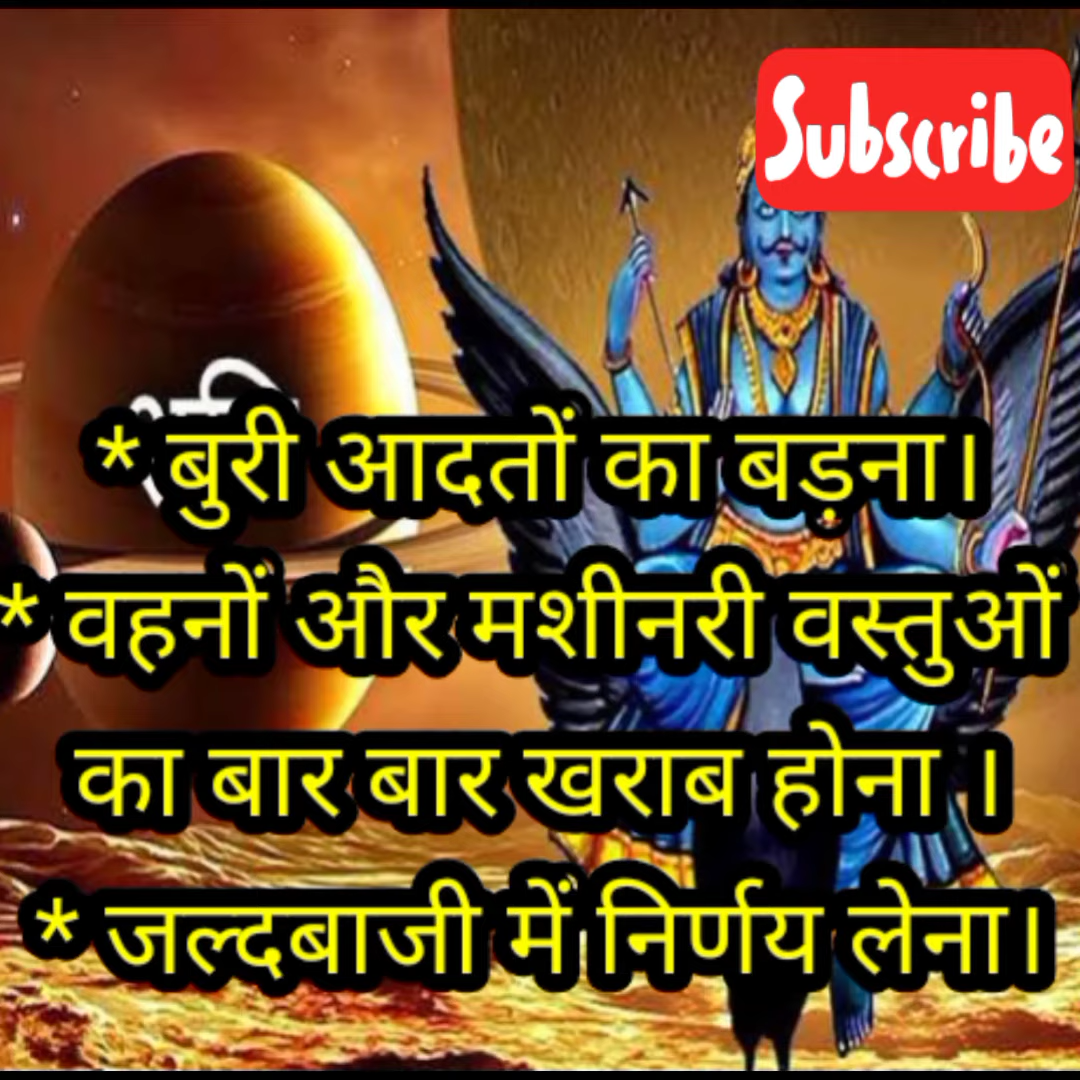 Subscribe
* बुरी आदतों का बड़ना।
* वहनों और मशीनरी वस्तुओं
का बार बार खराब होना ।
* जल्दबाजी में निर्णय लेना।